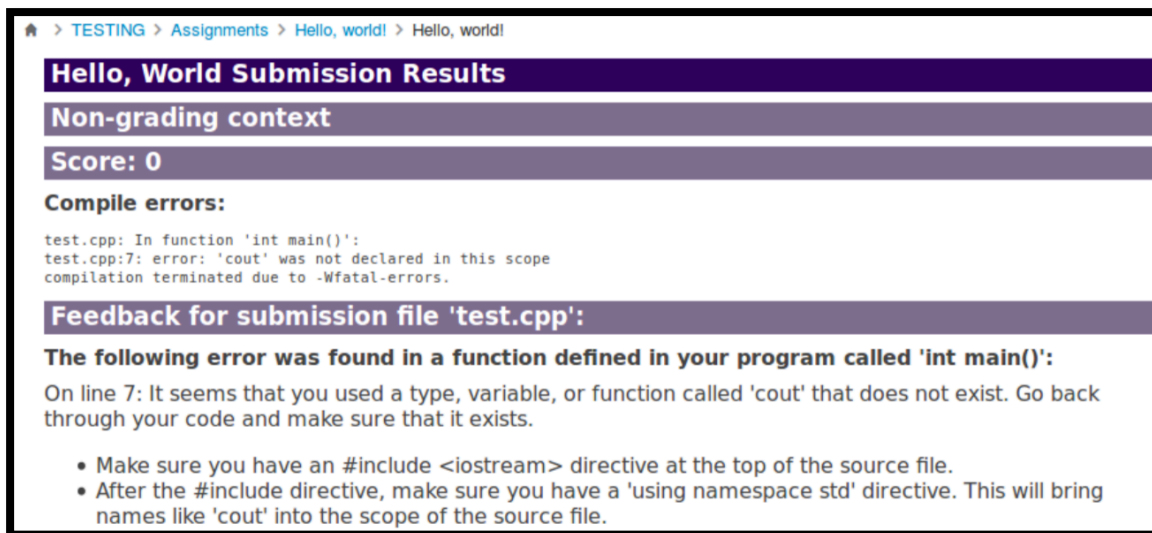 > TESTING > Assignments > Hello, world! > Hello, world!
Hello, World Submission Results
Non-grading context
Score: 0
Compile errors:
test.cpp: In function 'int main()':
test.cpp:7: error: 'cout' was not declared in this scope
compilation terminated due to -Wfatal-errors.
Feedback for submission file 'test.cpp':
The following error was found in a function defined in your program called 'int main()':
On line 7: It seems that you used a type, variable, or function called 'cout' that does not exist. Go back
through your code and make sure that it exists.
• Make sure you have an #include <iostream> directive at the top of the source file.
• After the #include directive, make sure you have a 'using namespace std' directive. This will bring
names like 'cout' into the scope of the source file.